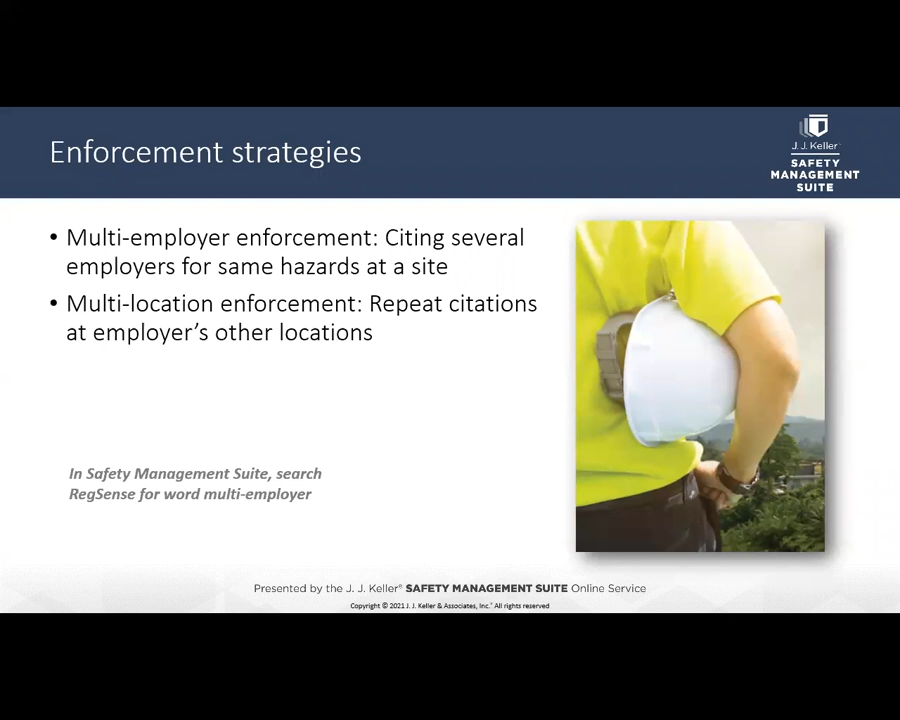 Enforcement strategies
J. J. Keller
SAFETY
MANAGEMENT
SUITE
• Multi-employer enforcement: Citing several
employers for same hazards at a site
• Multi-location enforcement: Repeat citations
at employer’s other locations
In Safety Management Suite, search
RegSense for word multi-employer
Presented by the J. J. Keller® SAFETY MANAGEMENT SUITE Online Service
Copyright © 2021 J. J. Keller & Associates, Inc.® All rights reserved